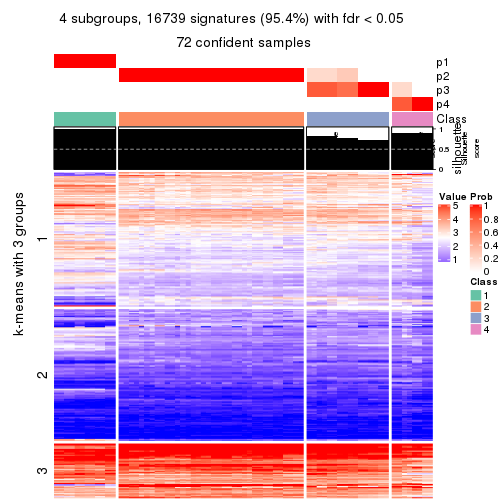 4 subgroups, 16739 signatures (95.4%) with fdr < 0.05
72 confident samples
p1
p2
p3
p4
Class
silhouette
Silhouette
score
1
0.5
0
k-means with 3 groups
1
2
3
Value
5
4
3
2
1
Prob
1
0.8
0.6
0.4
0.2
0
Class
1
2
3
4